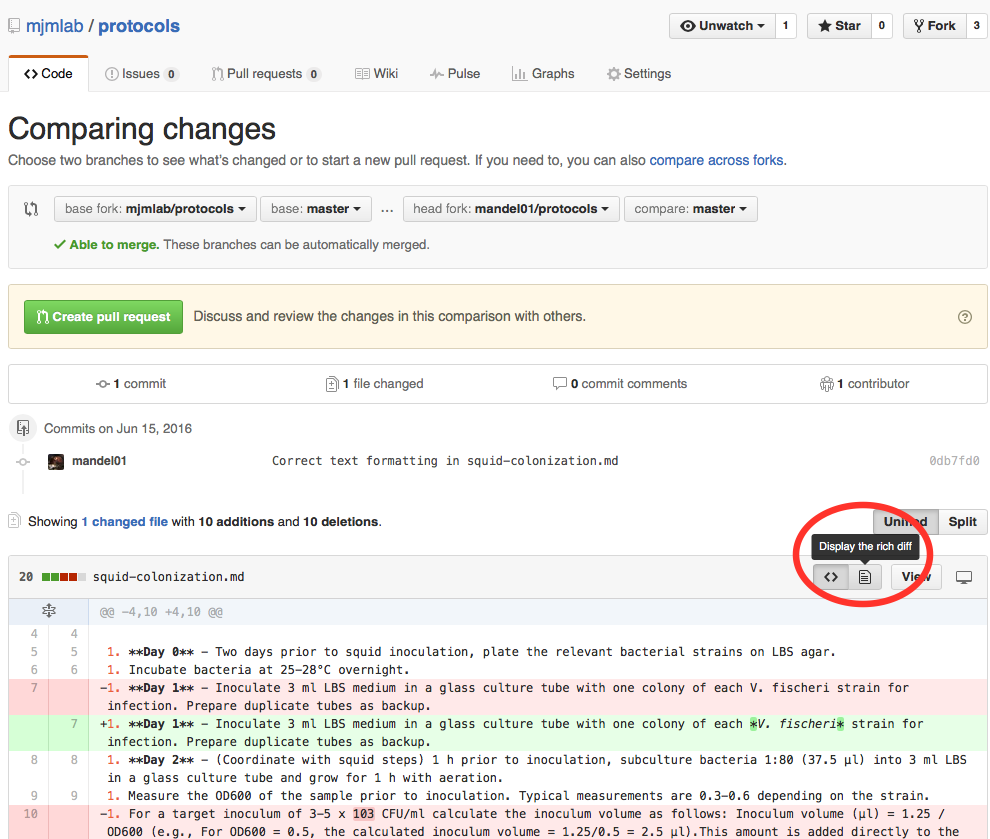 mjmlab / protocols
Unwatch 1 Star 0 Fork 3
Code Issues 0 Pull requests 0 Wiki Pulse Graphs Settings
Comparing changes
Choose two branches to see what's changed or to start a new pull request. If you need to, you can also compare across forks.
base fork: mjmlab/protocols base: master ... head fork: mandel01/protocols compare: master
Able to merge. These branches can be automatically merged.
Create pull request Discuss and review the changes in this comparison with others.
1 commit 1 file changed 0 commit comments 1 contributor
Commits on Jun 15, 2016
mandel01 Correct text formatting in squid-colonization.md 0db7fd0
Showing 1 changed file with 10 additions and 10 deletions. Unified Split
Display the rich diff
20 squid-colonization.md <> View
@@ -4,10 +4,10 @@
4 4
5 5 1. **Day 0** - Two days prior to squid inoculation, plate the relevant bacterial strains on LBS agar.
6 6 1. Incubate bacteria at 25-28°C overnight.
7 -1. **Day 1** - Inoculate 3 ml LBS medium in a glass culture tube with one colony of each V. fischeri strain for
infection. Prepare duplicate tubes as backup.
7 +1. **Day 1** - Inoculate 3 ml LBS medium in a glass culture tube with one colony of each *V. fischeri* strain for
infection. Prepare duplicate tubes as backup.
8 8 1. **Day 2** - (Coordinate with squid steps) 1 h prior to inoculation, subculture bacteria 1:80 (37.5 µl) into 3 ml LBS
in a glass culture tube and grow for 1 h with aeration.
9 9 1. Measure the OD600 of the sample prior to inoculation. Typical measurements are 0.3-0.6 depending on the strain.
10 -1. For a target inoculum of 3-5 x 103 CFU/ml calculate the inoculum volume as follows: Inoculum volume (µl) = 1.25 /
OD600 (e.g., For OD600 = 0.5, the calculated inoculum volume = 1.25/0.5 = 2.5 µl).This amount is added directly to the